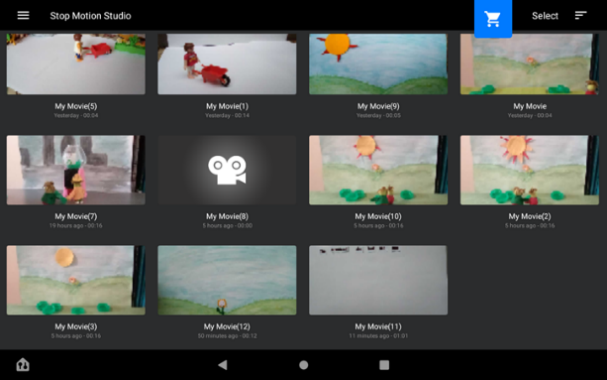 Stop Motion Studio
Select
My Movie(5)
Yesterday - 00:04
My Movie(1)
Yesterday - 00:14
My Movie(9)
Yesterday - 00:05
My Movie
Yesterday - 00:04
My Movie(7)
19 hours ago - 00:16
My Movie(8)
5 hours ago - 00:00
My Movie(10)
5 hours ago - 00:14
My Movie(2)
5 hours ago - 00:16
My Movie(3)
5 hours ago - 00:16
My Movie(12)
50 minutes ago - 00:12
My Movie(11)
11 minutes ago - 01:01